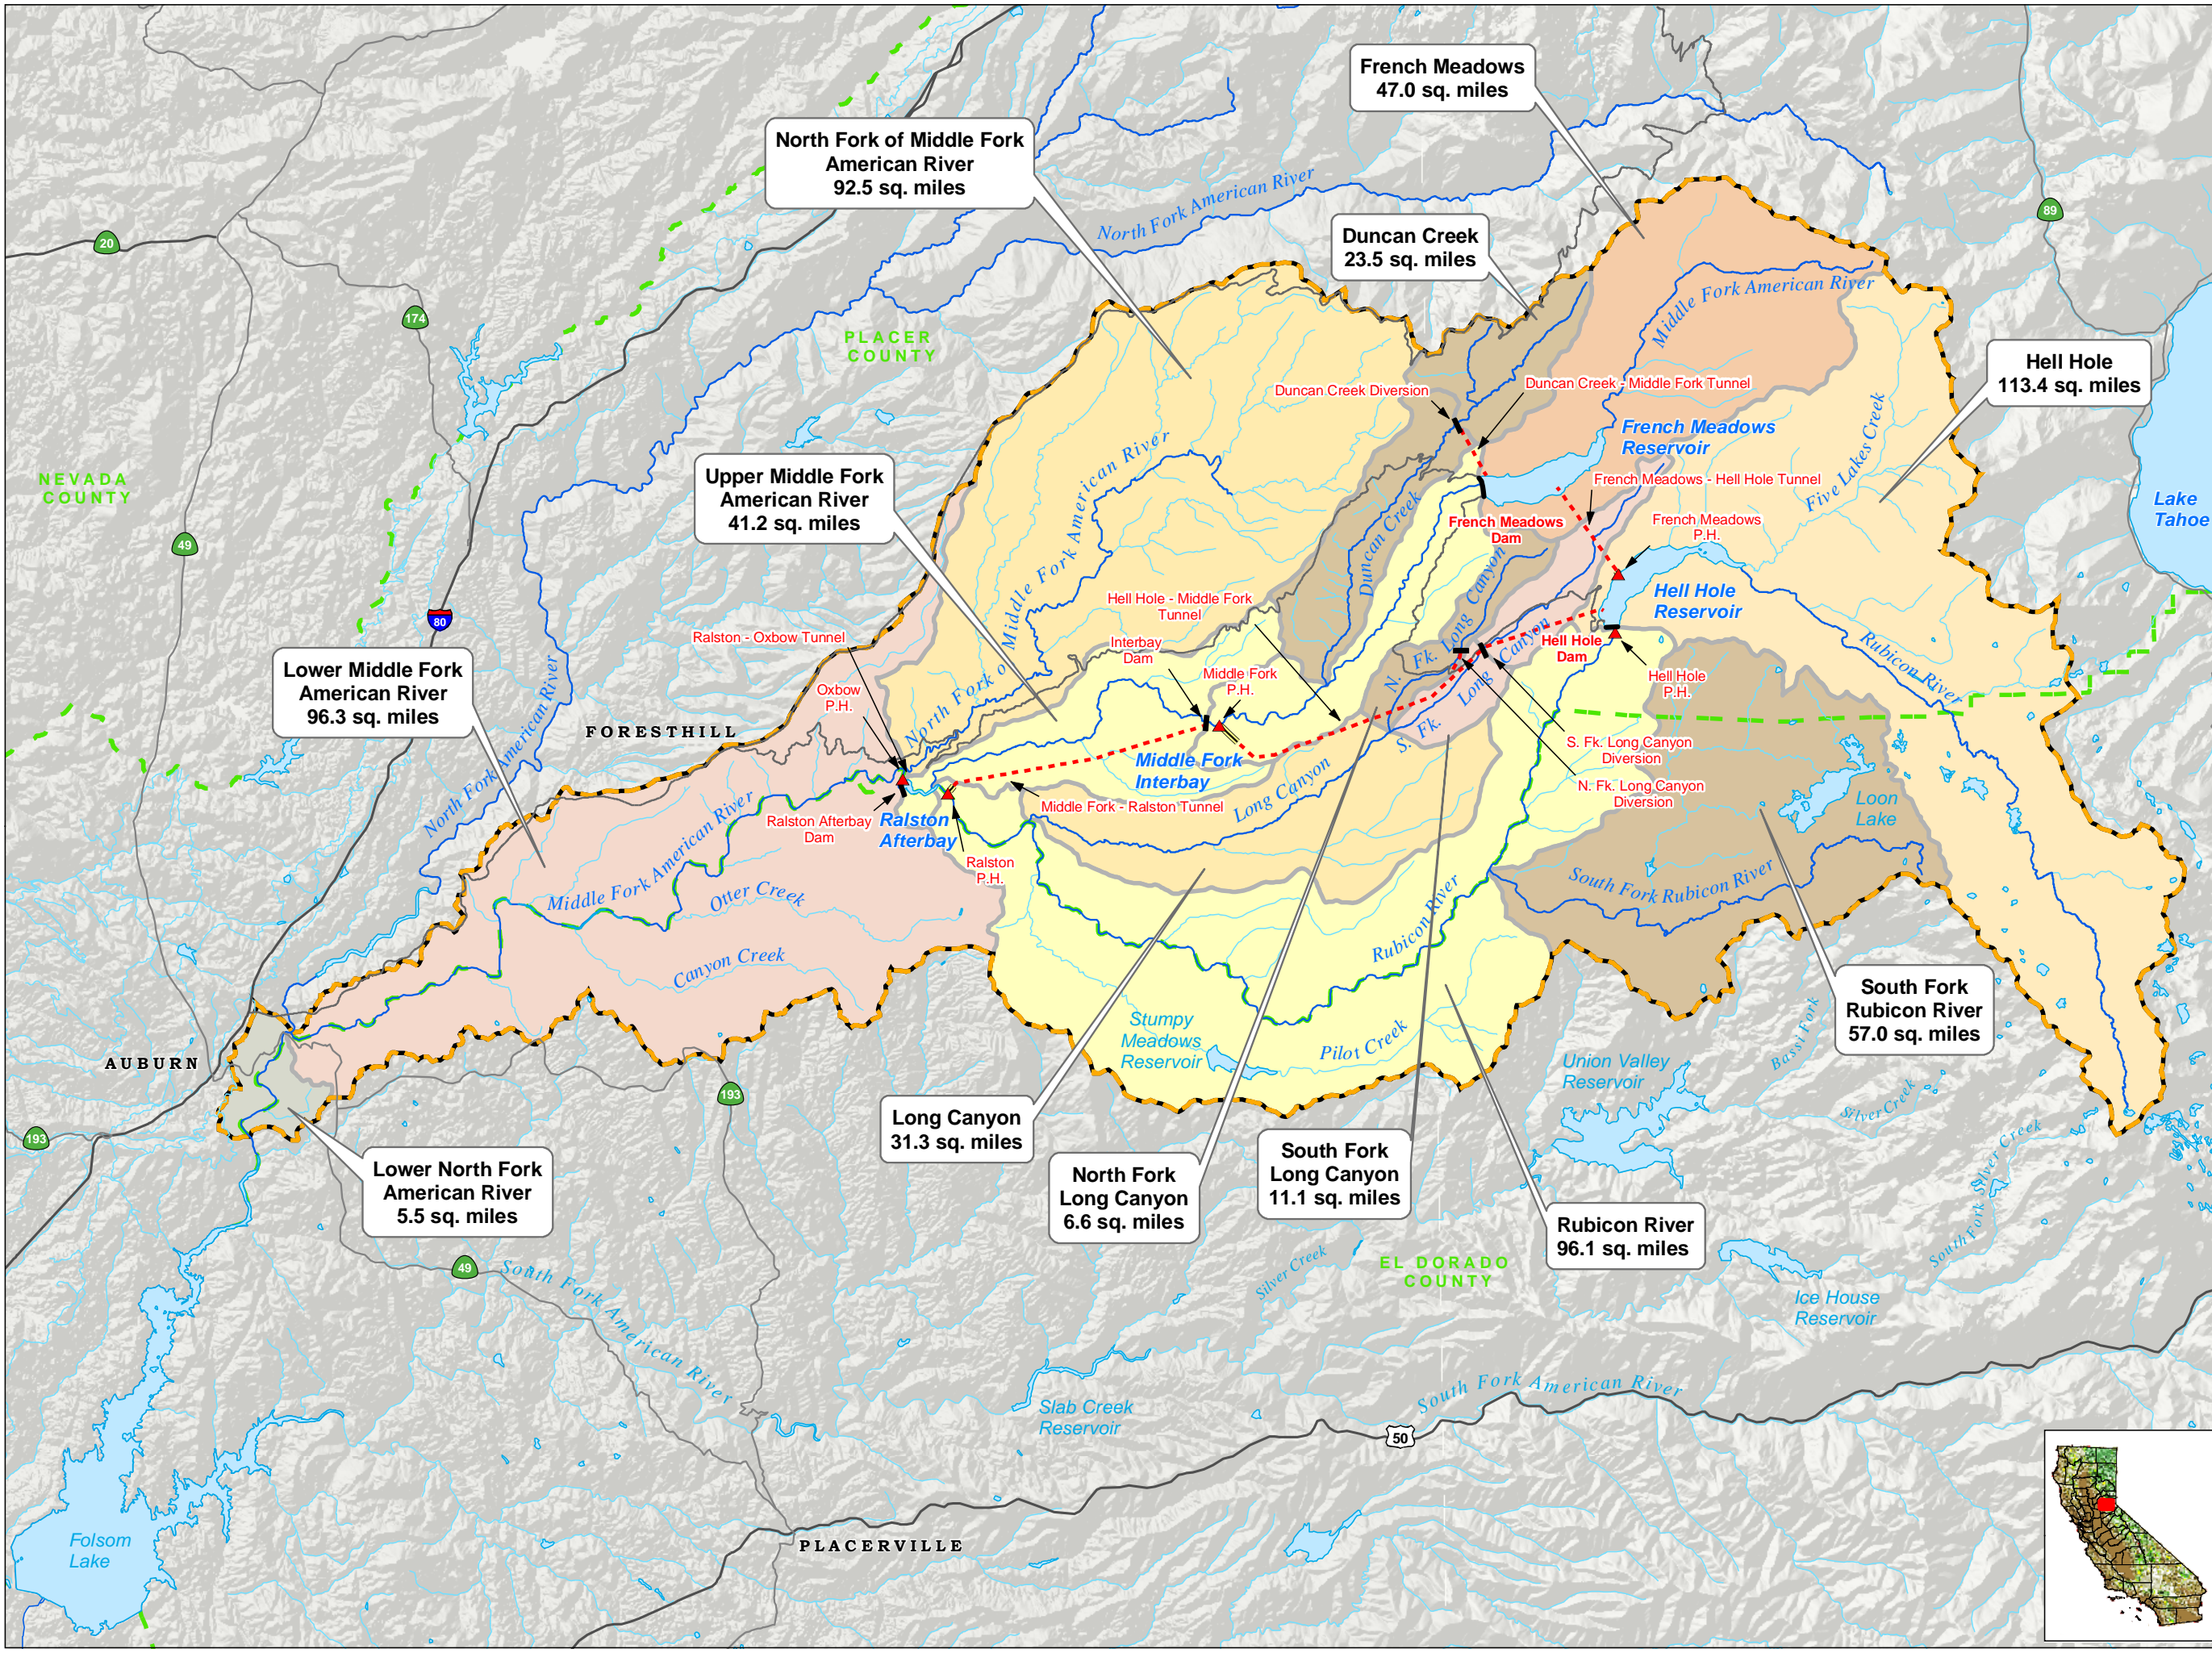 French Meadows
47.0 sq. miles
North Fork of Middle Fork
American River
92.5 sq. miles
North Fork American River
Duncan Creek
23.5 sq. miles
89
20
174
PLACER
COUNTY
Middle Fork American River
Hell Hole
113.4 sq. miles
Duncan Creek Diversion
Duncan Creek - Middle Fork Tunnel
Five Lakes Creek
French Meadows
Reservoir
French Meadows - Hell Hole Tunnel
NEVADA
COUNTY
Upper Middle Fork
American River
41.2 sq. miles
North Fork of Middle Fork American River
Lake
Tahoe
49
French Meadows
Dam
French Meadows
P.H.
Duncan Creek
N. Fk. Long Canyon
Hell Hole
Reservoir
Hell Hole - Middle Fork
Tunnel
80
Ralston - Oxbow Tunnel
Interbay
Dam
Hell Hole
Dam
Rubicon River
Lower Middle Fork
American River
96.3 sq. miles
Oxbow
P.H.
Middle Fork
P.H.
Hell Hole
P.H.
S. Fk. Long Canyon
North Fork American River
FORESTHILL
S. Fk. Long Canyon
Diversion
Middle Fork
Interbay
N. Fk. Long Canyon
Diversion
Long Canyon
Middle Fork - Ralston Tunnel
Loon
Lake
Ralston Afterbay
Dam
Ralston
Afterbay
Middle Fork American River
Ralston
P.H.
Otter Creek
South Fork Rubicon River
Rubicon River
Canyon Creek
South Fork
Rubicon River
57.0 sq. miles
Stumpy
Meadows
Reservoir
Pilot Creek
Bassi Fork
Union Valley
Reservoir
AUBURN
193
193
Silver Creek
Long Canyon
31.3 sq. miles
South Fork
Long Canyon
11.1 sq. miles
North Fork
Long Canyon
6.6 sq. miles
Lower North Fork
American River
5.5 sq. miles
South Fork Silver Creek
Rubicon River
96.1 sq. miles
49
South Fork American River
Silver Creek
EL DORADO
COUNTY
Ice House
Reservoir
Slab Creek
Reservoir
South Fork American River
50
Folsom
Lake
PLACERVILLE